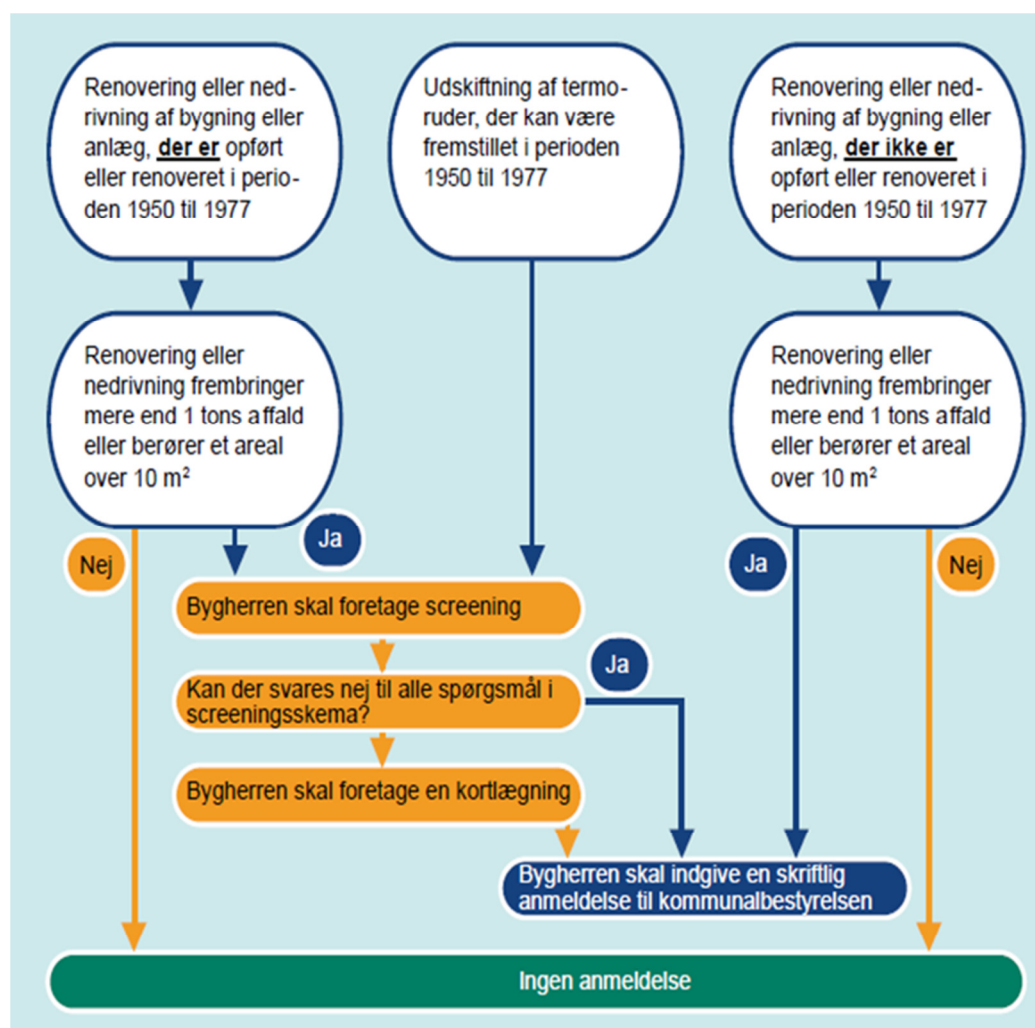 Renovering eller ned-
rivning af bygning eller
anlæg, der er opført
eller renoveret i perio-
den 1950 til 1977
Udskiftning af termo-
ruder, der kan være
fremstillet i perioden
1950 til 1977
Renovering eller ned-
rivning af bygning eller
anlæg, der ikke er
opført eller renoveret i
perioden 1950 til 1977
Renovering eller
nedrivning frembringer
mere end 1 tons affald
eller berører et areal
over 10 m²
Renovering eller
nedrivning frembringer
mere end 1 tons affald
eller berører et areal
over 10 m²
Nej
Ja
Ja
Nej
Bygherren skal foretage screening
Ja
Kan der svares nej til alle spørgsmål i
screeningsskema?
Bygherren skal foretage en kortlægning
Bygherren skal indgive en skriftlig
anmeldelse til kommunalbestyrelsen
Ingen anmeldelse